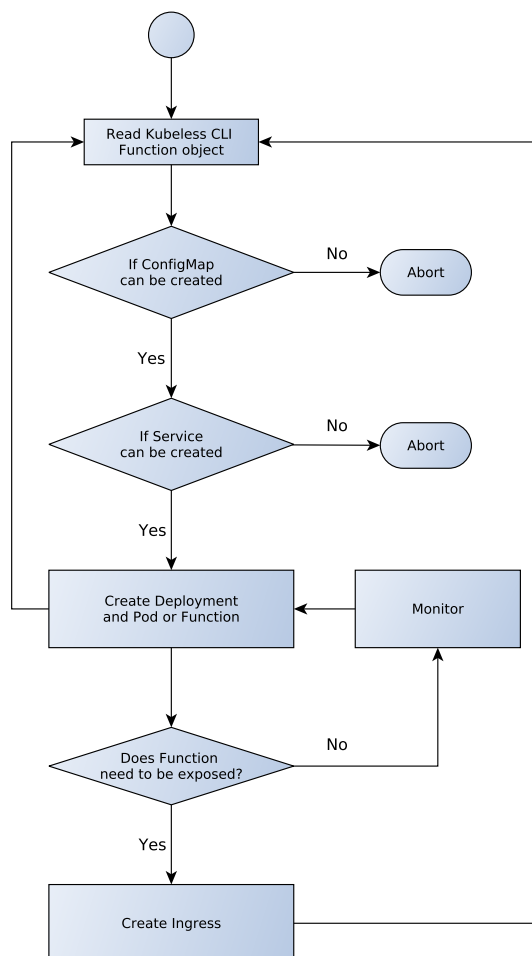 Read Kubeless CLI
Function object
If ConfigMap
can be created
No
Abort
Yes
If Service
can be created
No
Abort
Yes
Create Deployment
and Pod or Function
Monitor
Does Function
need to be exposed?
No
Yes
Create Ingress